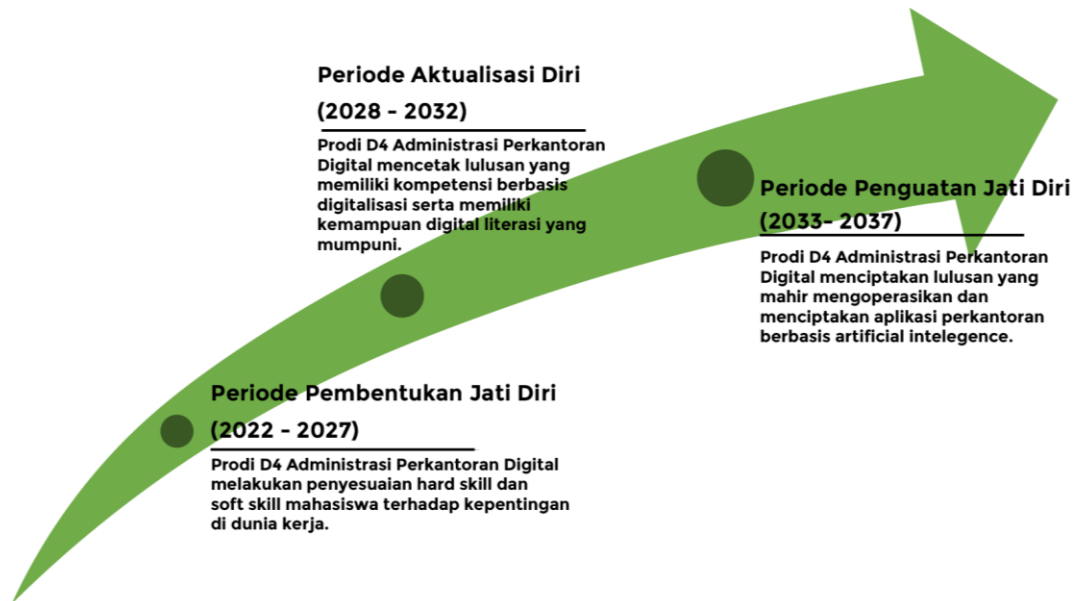 Periode Aktualisasi Diri
(2028 - 2032)
Prodi D4 Administrasi Perkantoran
Digital mencetak lulusan yang
memiliki kompetensi berbasis
digitalisasi serta memiliki
kemampuan digital literasi yang
mumpuni.
Periode Penguatan Jati Diri
(2033- 2037)
Prodi D4 Administrasi Perkantoran
Digital menciptakan lulusan yang
mahir mengoperasikan dan
menciptakan aplikasi perkantoran
berbasis artificial intelegence.
Periode Pembentukan Jati Diri
(2022 - 2027)
Prodi D4 Administrasi Perkantoran Digital
melakukan penyesuaian hard skill dan
soft skill mahasiswa terhadap kepentingan
di dunia kerja.